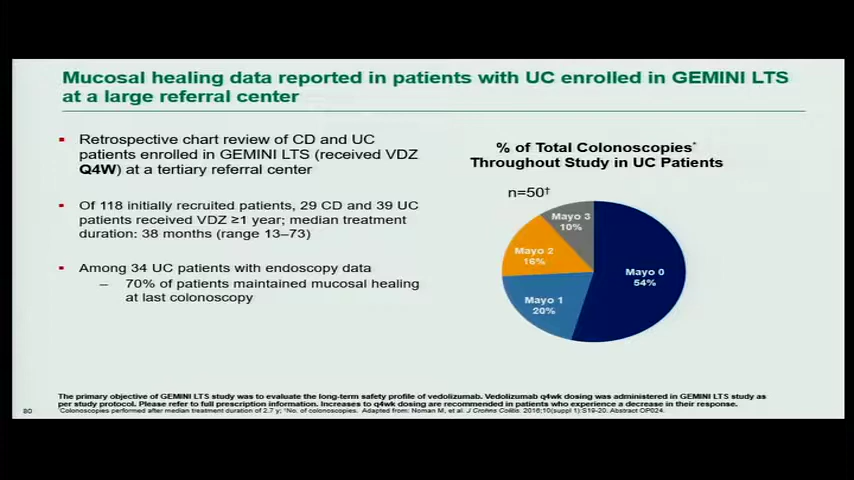 Mucosal healing data reported in patients with UC enrolled in GEMINI LTS
at a large referral center
▪ Retrospective chart review of CD and UC
patients enrolled in GEMINI LTS (received VDZ
Q4W) at a tertiary referral center
▪ Of 118 initially recruited patients, 29 CD and 39 UC
patients received VDZ ≥1 year; median treatment
duration: 38 months (range 13–73)
▪ Among 34 UC patients with endoscopy data
– 70% of patients maintained mucosal healing
at last colonoscopy
% of Total Colonoscopies*
Throughout Study in UC Patients
n=50†
Mayo 3
10%
Mayo 2
16%
Mayo 0
54%
Mayo 1
20%
The primary objective of GEMINI LTS study was to evaluate the long-term safety profile of vedolizumab. Vedolizumab q4wk dosing was administered in GEMINI LTS study as
per study protocol. Please refer to full prescription information. Increases to q4wk dosing are recommended in patients who experience a decrease in their response.
80 *Colonoscopies performed after median treatment duration of 2.7 y; †No. of colonoscopies. Adapted from: Noman M, et al. J Crohns Colitis. 2016;10(suppl 1):S19-20. Abstract OP024.